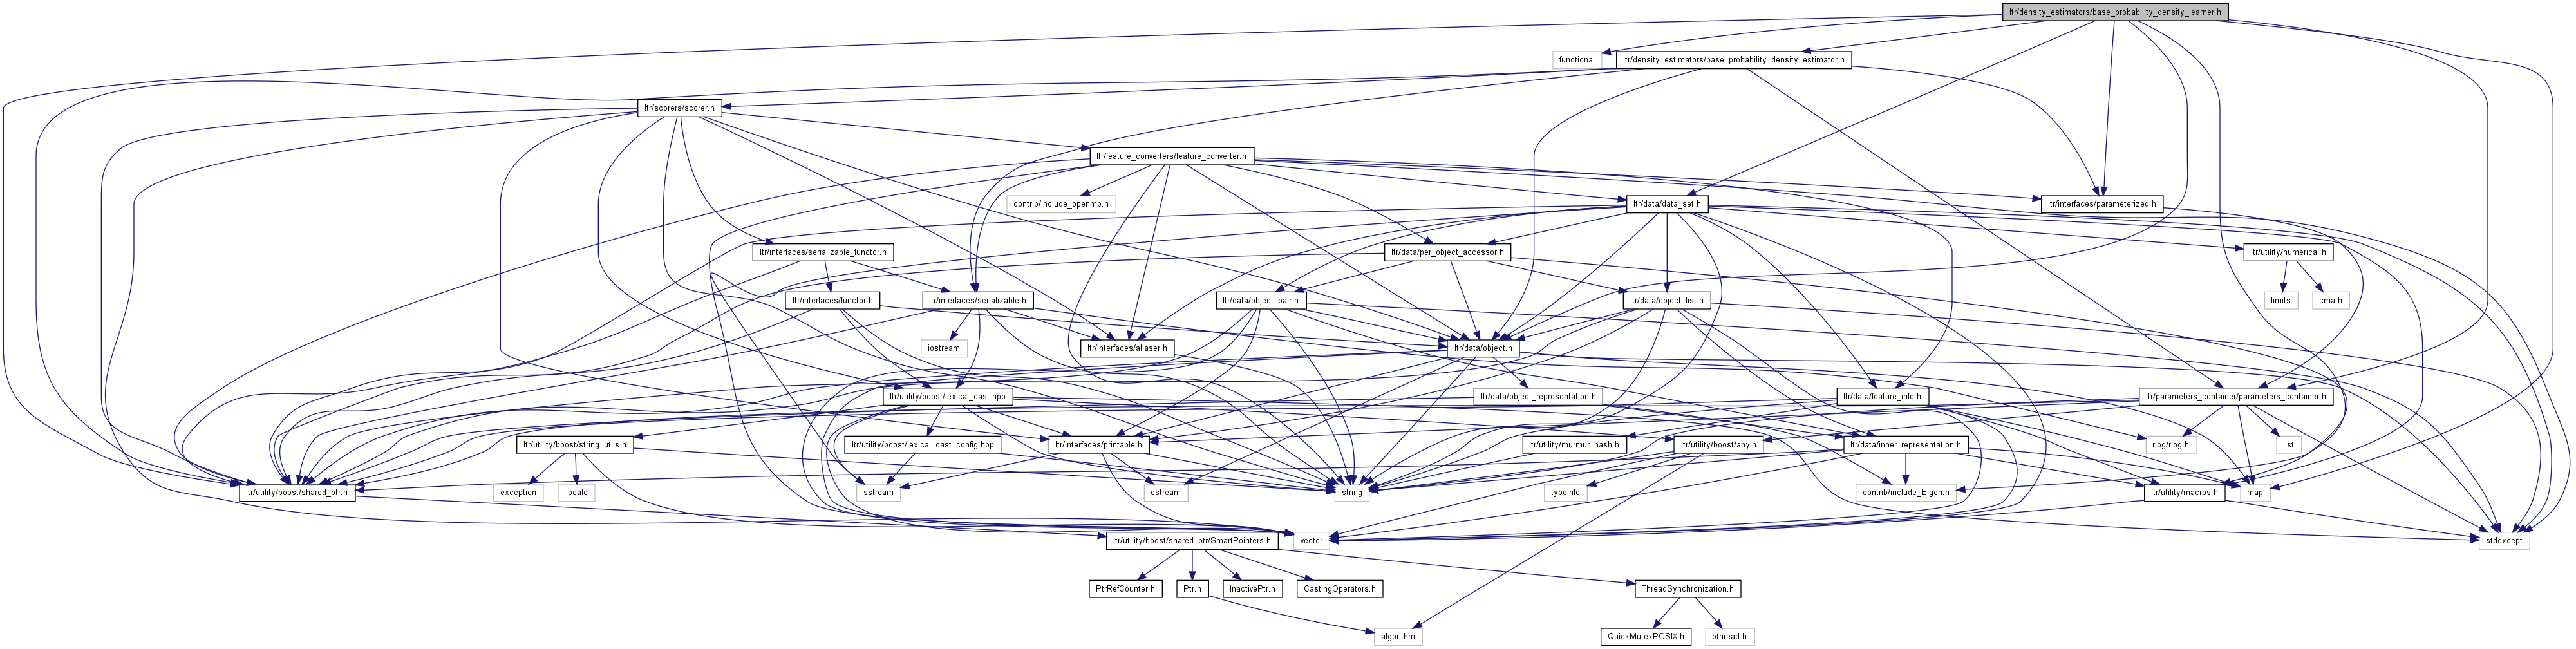 ltr/density_estimators/base_probability_density_learner.h
functional
ltr/density_estimators/base_probability_density_estimator.h
ltr/scorers/scorer.h
ltr/feature_converters/feature_converter.h
contrib/include_openmp.h
ltr/data/data_set.h
ltr/interfaces/parameterized.h
ltr/interfaces/serializable_functor.h
ltr/data/per_object_accessor.h
ltr/utility/numerical.h
ltr/interfaces/functor.h
ltr/interfaces/serializable.h
ltr/data/object_pair.h
ltr/data/object_list.h
limits
cmath
iostream
ltr/interfaces/aliaser.h
ltr/data/object.h
ltr/utility/boost/lexical_cast.hpp
ltr/data/object_representation.h
ltr/data/feature_info.h
ltr/parameters_container/parameters_container.h
ltr/utility/boost/string_utils.h
ltr/utility/boost/lexical_cast_config.hpp
ltr/interfaces/printable.h
ltr/utility/murmur_hash.h
ltr/utility/boost/any.h
ltr/data/inner_representation.h
rlog/rlog.h
list
ltr/utility/boost/shared_ptr.h
exception
locale
sstream
ostream
string
typeinfo
contrib/include_Eigen.h
ltr/utility/macros.h
map
ltr/utility/boost/shared_ptr/SmartPointers.h
vector
stdexcept
PtrRefCounter.h
Ptr.h
InactivePtr.h
CastingOperators.h
ThreadSynchronization.h
algorithm
QuickMutexPOSIX.h
pthread.h